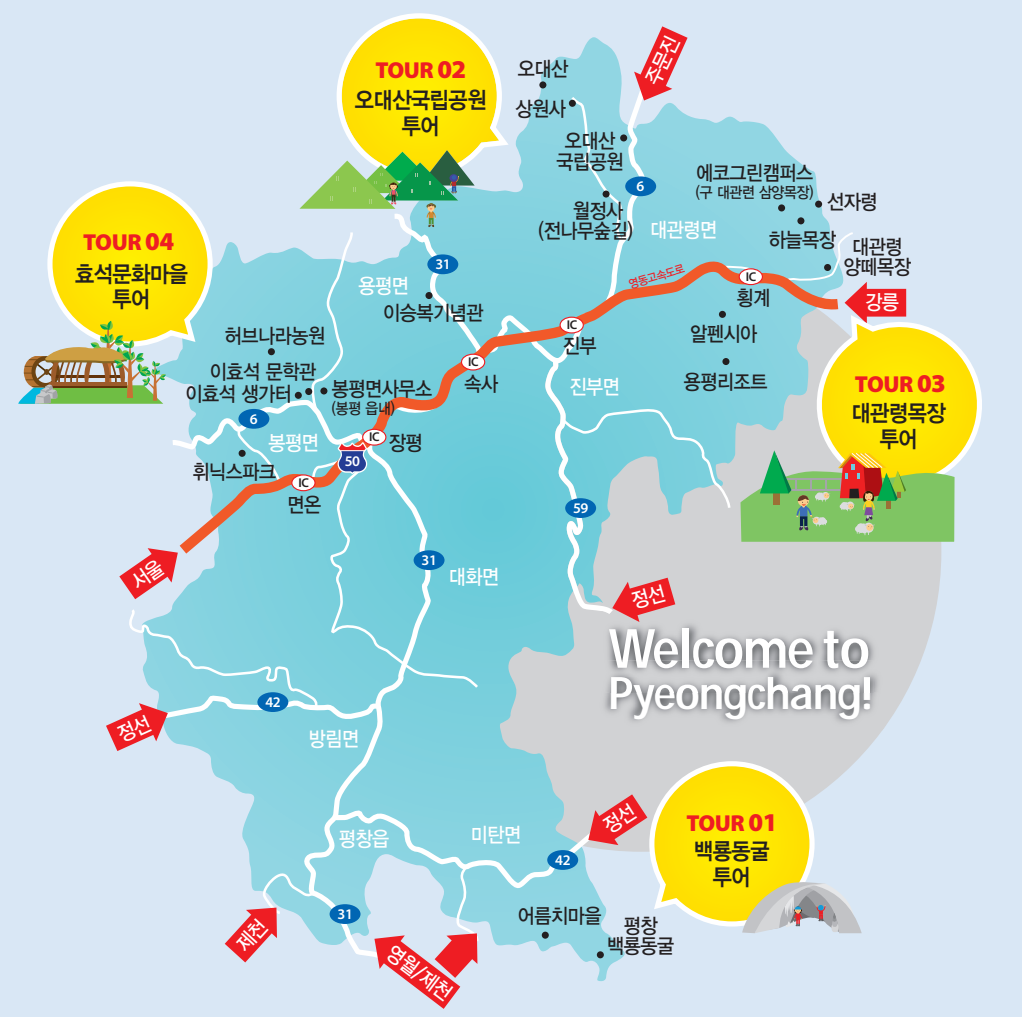 TOUR 02
오대산국립공원
투어
오대산
상원사
오대산
국립공원
월정사
(전나무숲길)
주문진
6
대관령면
에코그린캠퍼스
(구 대관련 삼양목장)
선자령
하늘목장
대관령
양떼목장
TOUR 04
효석문화마을
투어
31
용평면
이승복기념관
영동고속도로
IC
횡계
강릉
IC
진부
알펜시아
용평리조트
진부면
허브나라농원
이효석 문학관
이효석 생가터
봉평면사무소
(봉평 읍내)
IC
속사
TOUR 03
대관령목장
투어
6
봉평면
IC
장평
50
휘닉스파크
IC
면온
서울
59
31
대화면
정선
Welcome to
Pyeongchang!
42
정선
방림면
평창읍
미탄면
정선
42
TOUR 01
백룡동굴
투어
31
제천
영월/제천
어름치마을
평창
백룡동굴